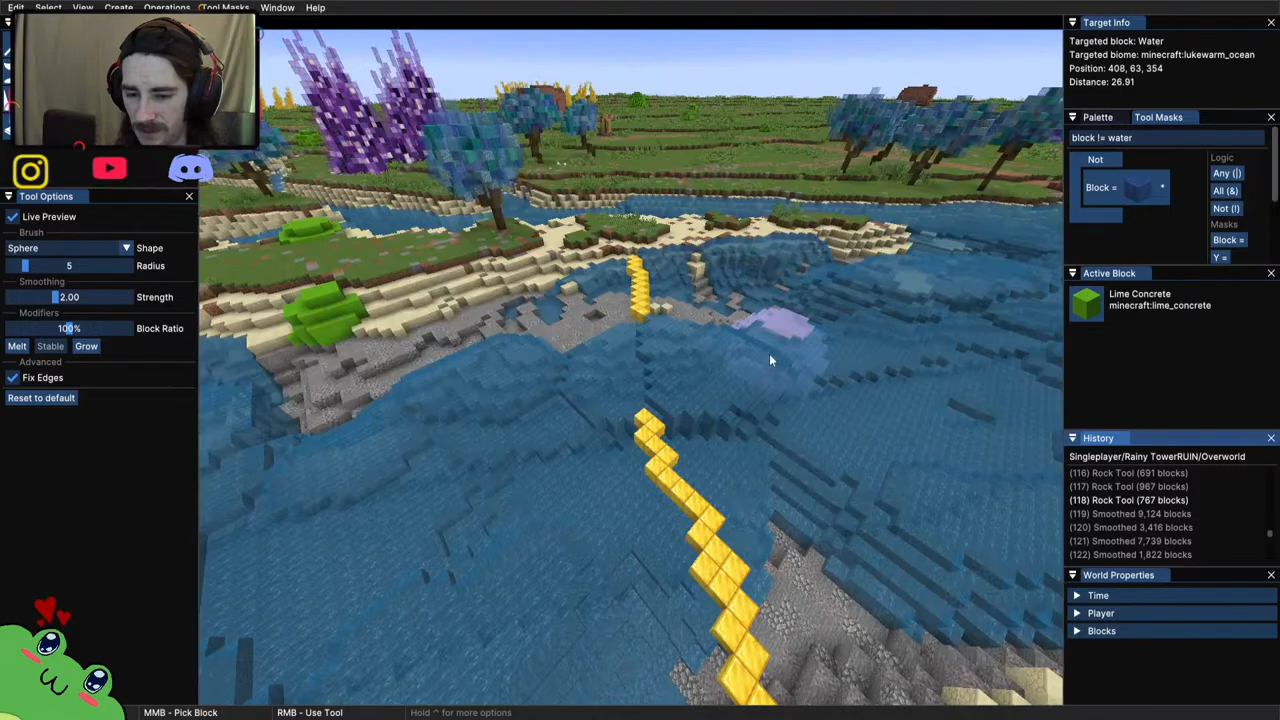 Edit Select View Create Operations Tool Masks Window Help
Target Info
Targeted block: Water
Targeted biome: minecraft:lukewarm_ocean
Position: 408, 63, 354
Distance: 26.91
Palette Tool Masks
block != water
Not
Block = *
Logic
Any (|)
All (&)
Not (!)
Masks
Block =
Y =
Tool Options
Live Preview
Brush
Sphere Shape
5 Radius
Smoothing
2.00 Strength
Modifiers
100% Block Ratio
Melt Stable Grow
Advanced
Fix Edges
Reset to default
Active Block
Lime Concrete
minecraft:lime_concrete
History
Singleplayer/Rainy TowerRUIN/Overworld
(116) Rock Tool (691 blocks)
(117) Rock Tool (967 blocks)
(118) Rock Tool (767 blocks)
(119) Smoothed 9,124 blocks
(120) Smoothed 3,416 blocks
(121) Smoothed 7,739 blocks
(122) Smoothed 1,822 blocks
World Properties
Time
Player
Blocks
MMB - Pick Block RMB - Use Tool Hold ^ for more options